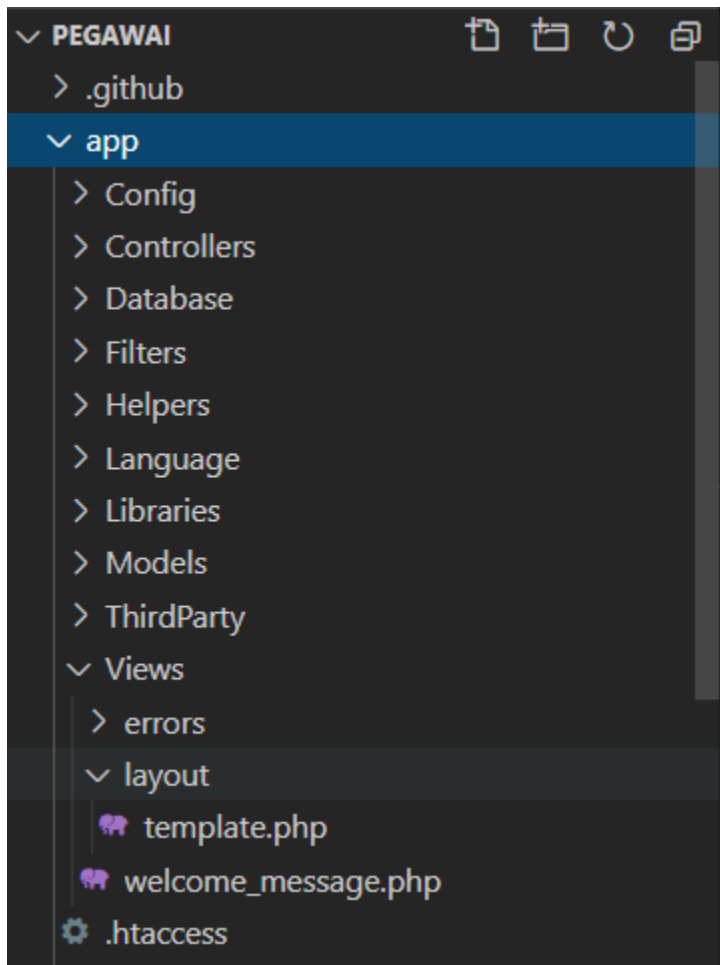 PEGAWAI
.github
app
Config
Controllers
Database
Filters
Helpers
Language
Libraries
Models
ThirdParty
Views
errors
layout
template.php
welcome_message.php
.htaccess